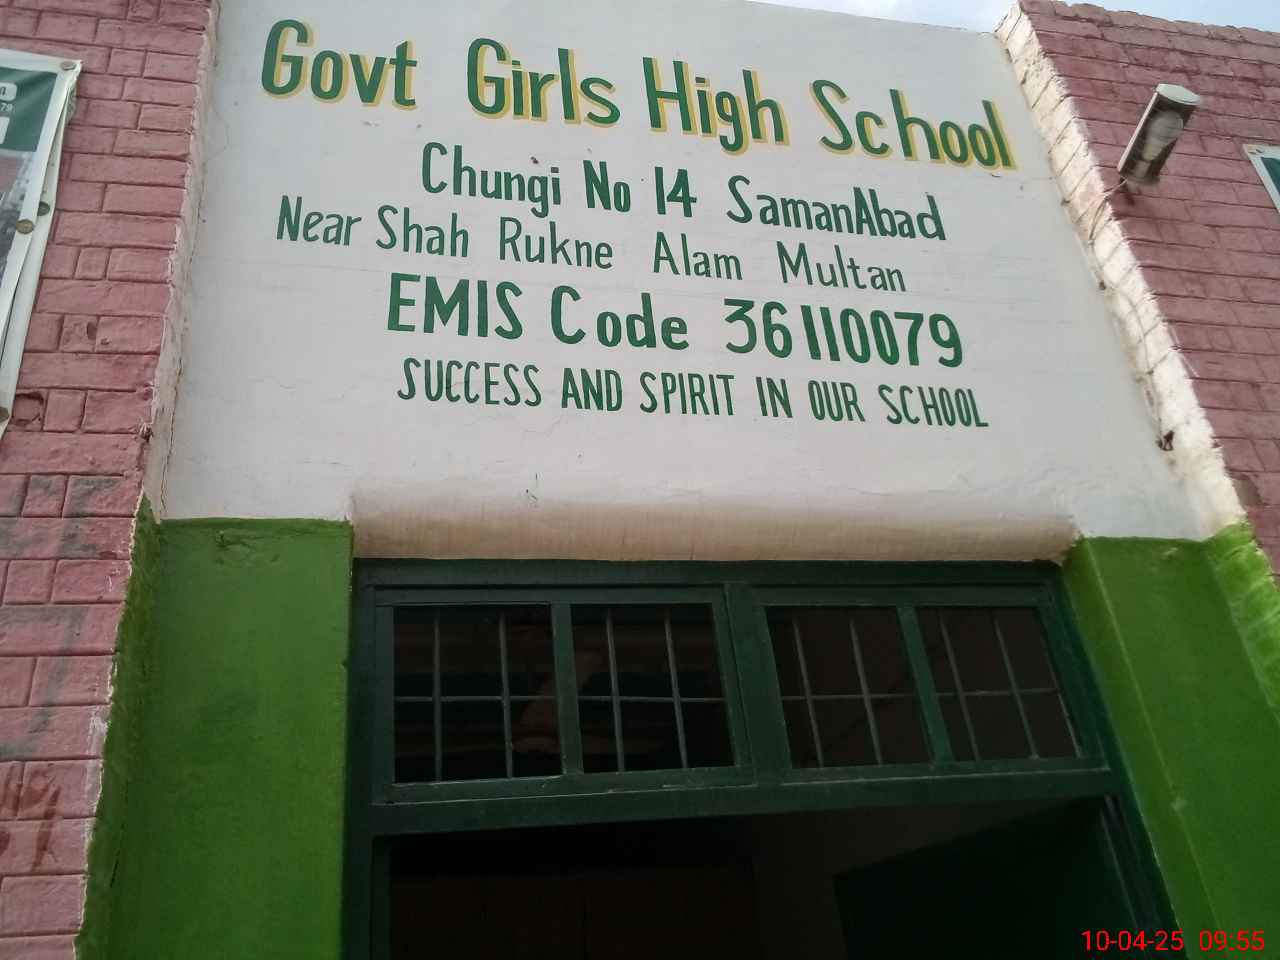 Govt Girls High School
Chungi No 14 SamanAbad
Near Shah Rukne Alam Multan
EMIS Code 36110079
SUCCESS AND SPIRIT IN OUR SCHOOL
10-04-25 09:55